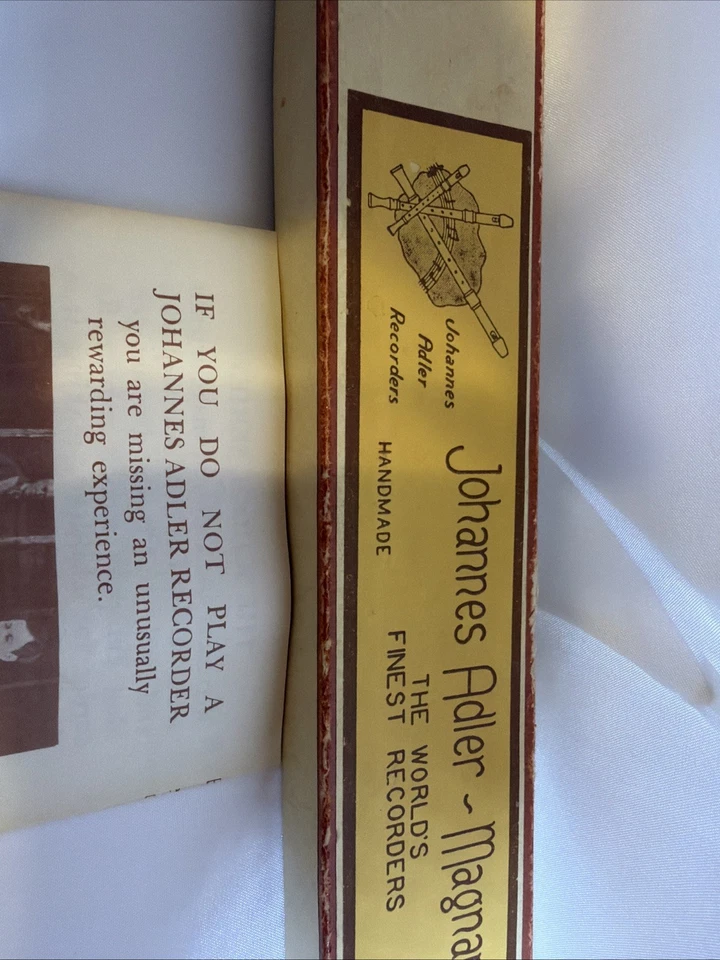 Johannes
Adler
Recorders
Johannes Adler ~ Magna
HANDMADE
THE WORLD'S
FINEST RECORDERS
IF YOU DO NOT PLAY A
JOHANNES ADLER RECORDER
you are missing an unusually
rewarding experience.